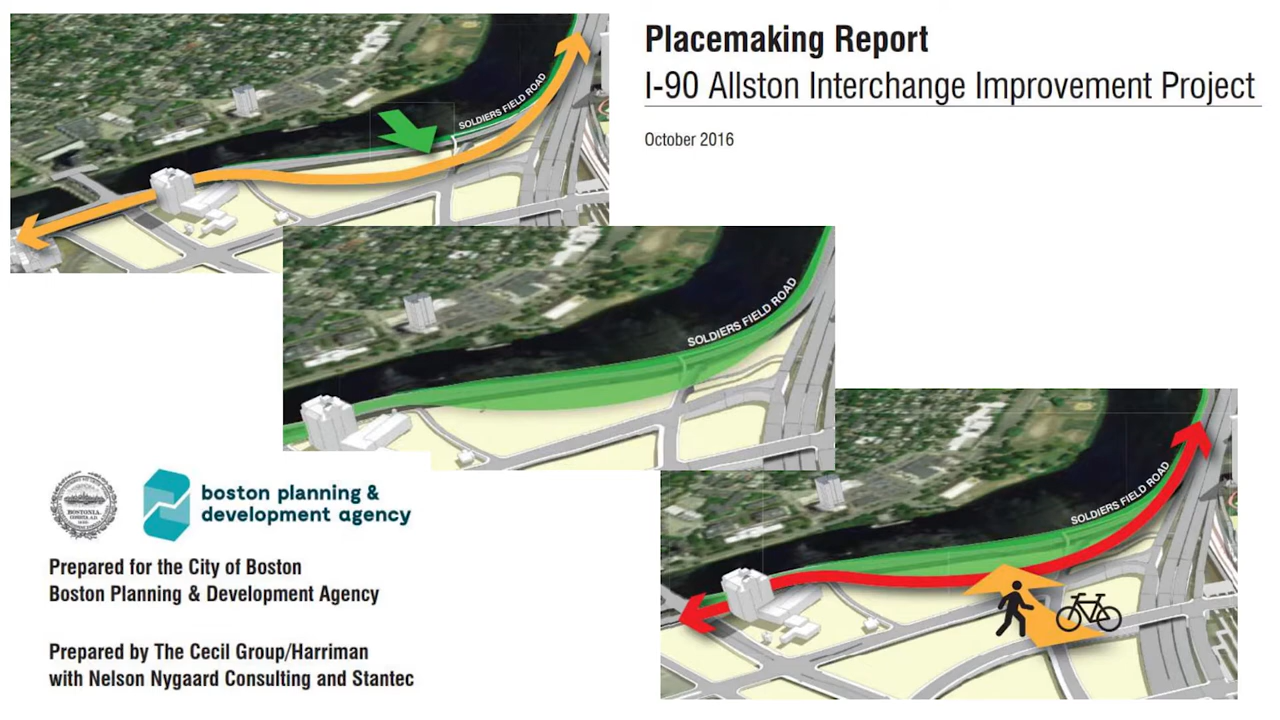 Placemaking Report
I-90 Allston Interchange Improvement Project
October 2016
SOLDIERS FIELD ROAD
SOLDIERS FIELD ROAD
SOLDIERS FIELD ROAD
boston planning &
development agency
Prepared for the City of Boston
Boston Planning & Development Agency
Prepared by The Cecil Group/Harriman
with Nelson Nygaard Consulting and Stantec